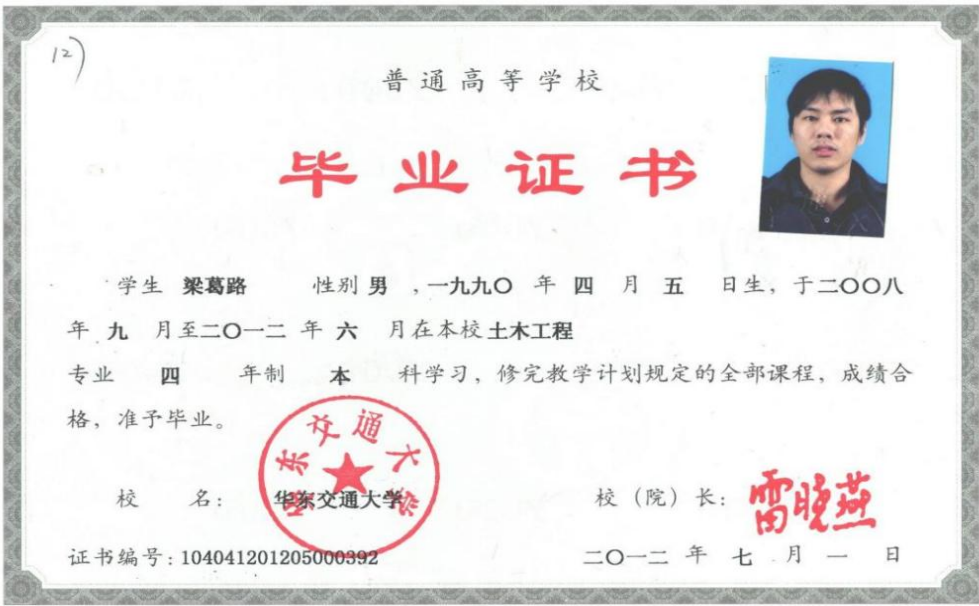 12)
普通高等学校
毕业证书
学生 梁葛路 性别 男 ,一九九〇 年 四 月 五 日生，于二〇〇八
年 九 月至二〇一二 年 六 月在本校 土木工程
专业 四 年制 本 科学习，修完教学计划规定的全部课程，成绩合
格，准予毕业。
华东交通大学
校 名： 华东交通大学 校（院）长： 雷晓燕
证书编号：104041201205000392 二〇一二 年 七 月 一 日